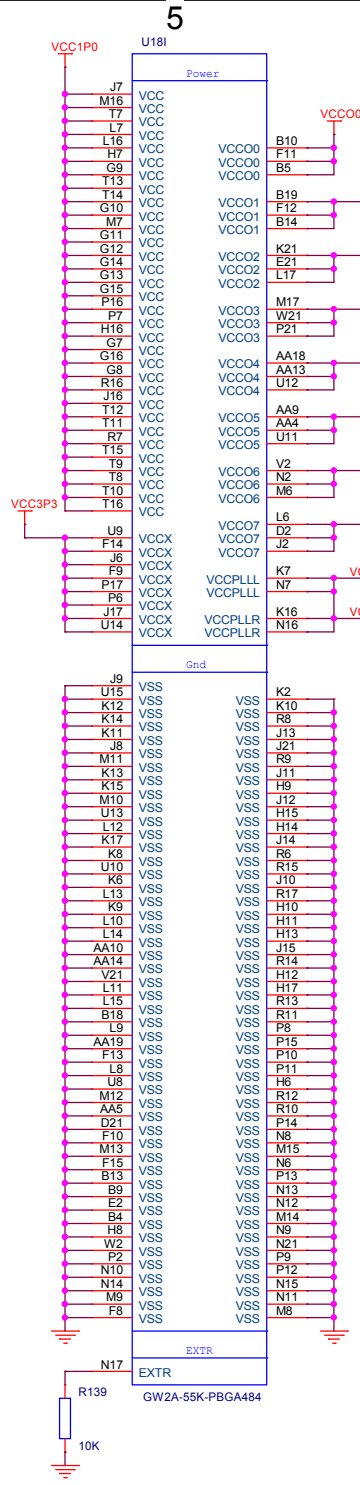 5
U18I
VCC1P0
Power
J7 VCC
M16 VCC
T7 VCC
L7 VCC
L16 VCC
H7 VCC
G9 VCC
T13 VCC
T14 VCC
G10 VCC
M7 VCC
G11 VCC
G12 VCC
G14 VCC
G13 VCC
G15 VCC
P16 VCC
P7 VCC
H16 VCC
G7 VCC
G16 VCC
G8 VCC
R16 VCC
J16 VCC
T12 VCC
T11 VCC
R7 VCC
T15 VCC
T9 VCC
T8 VCC
T10 VCC
T16 VCC
VCC3P3
U9 VCCX
F14 VCCX
J6 VCCX
F9 VCCX
P17 VCCX
P6 VCCX
J17 VCCX
U14 VCCX
VCCO0
VCCO0 B10
VCCO0 F11
VCCO0 B5
VCCO1 B19
VCCO1 F12
VCCO1 B14
VCCO2 K21
VCCO2 E21
VCCO2 L17
VCCO3 M17
VCCO3 W21
VCCO3 P21
VCCO4 AA18
VCCO4 AA13
VCCO4 U12
VCCO5 AA9
VCCO5 AA4
VCCO5 U11
VCCO6 V2
VCCO6 N2
VCCO6 M6
VCCO7 L6
VCCO7 D2
VCCO7 J2
VCCPLLL K7
VCCPLLL N7
VCCPLLR K16
VCCPLLR N16
Gnd
J9 VSS
U15 VSS
K12 VSS
K14 VSS
K11 VSS
J8 VSS
M11 VSS
K13 VSS
K15 VSS
M10 VSS
U13 VSS
L12 VSS
K17 VSS
K8 VSS
U10 VSS
K6 VSS
L13 VSS
K9 VSS
L10 VSS
L14 VSS
AA10 VSS
AA14 VSS
V21 VSS
L11 VSS
L15 VSS
B18 VSS
L9 VSS
AA19 VSS
F13 VSS
L8 VSS
U8 VSS
M12 VSS
AA5 VSS
D21 VSS
F10 VSS
M13 VSS
F15 VSS
B13 VSS
B9 VSS
E2 VSS
B4 VSS
H8 VSS
W2 VSS
P2 VSS
N10 VSS
N14 VSS
M9 VSS
F8 VSS
VSS K2
VSS K10
VSS R8
VSS J13
VSS J21
VSS R9
VSS J11
VSS H9
VSS J12
VSS H15
VSS H14
VSS J14
VSS R6
VSS R15
VSS J10
VSS R17
VSS H10
VSS H11
VSS H13
VSS J15
VSS R14
VSS H12
VSS H17
VSS R13
VSS R11
VSS P8
VSS P15
VSS P10
VSS P11
VSS H6
VSS R12
VSS R10
VSS P14
VSS N8
VSS M15
VSS N6
VSS P13
VSS N13
VSS N12
VSS M14
VSS N9
VSS N21
VSS P9
VSS P12
VSS N15
VSS N11
VSS M8
EXTR
N17 EXTR
GW2A-55K-PBGA484
R139
10K